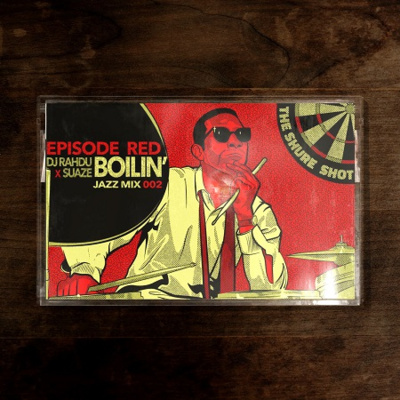 EPISODE RED
DJ RAHDU
X SUAZE
BOILIN'
JAZZ MIX 002
THE SHURE SHOT